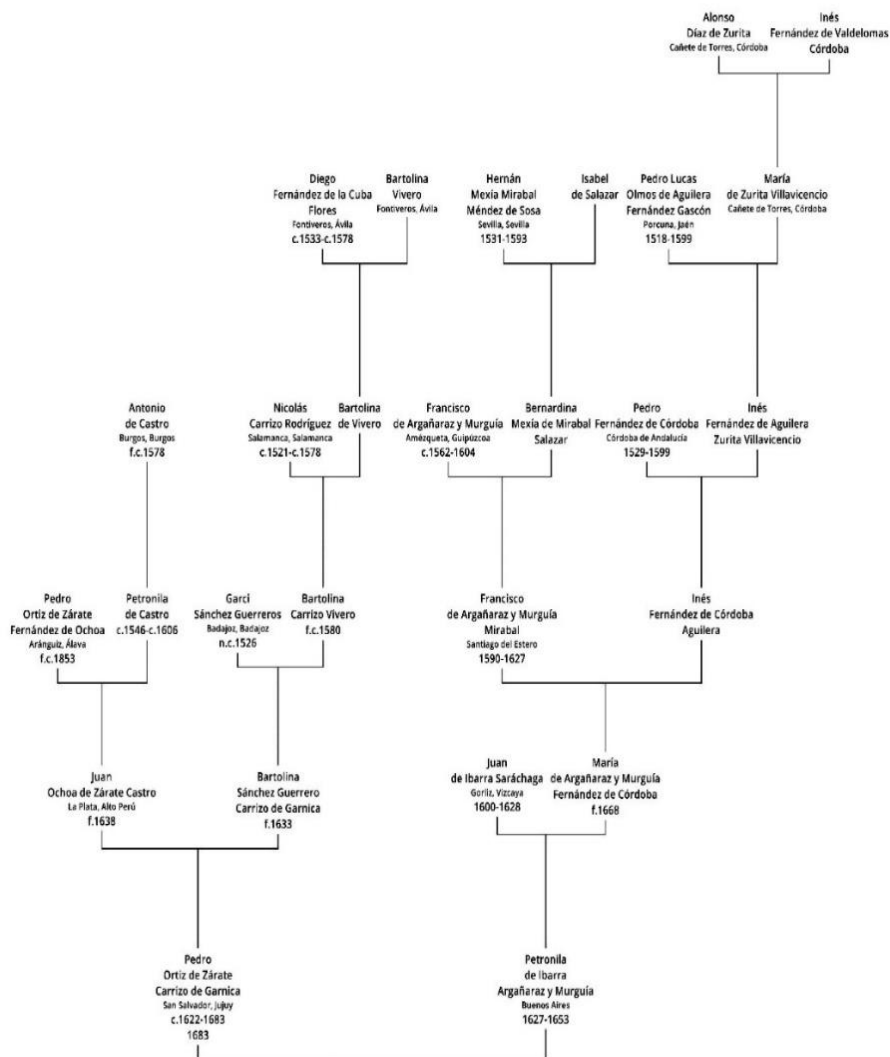 Alonso
Díaz de Zurita
Cañete de Torres, Córdoba
Inés
Fernández de Valdelomas
Córdoba
Diego
Fernández de la Cuba
Flores
Fontiveros, Ávila
c.1533-c.1578
Bartolina
Vivero
Fontiveros, Ávila
Hernán
Mexía Mirabal
Méndez de Sosa
Sevilla, Sevilla
1531-1593
Isabel
de Salazar
Pedro Lucas
Olmos de Aguilera
Fernández Gascón
Porcuna, Jaén
1518-1599
María
de Zurita Villavicencio
Cañete de Torres, Córdoba
Antonio
de Castro
Burgos, Burgos
f.c.1578
Nicolás
Carrizo Rodríguez
Salamanca, Salamanca
c.1521-c.1578
Bartolina
de Vivero
Francisco
de Argañaraz y Murguía
Amézqueta, Guipúzcoa
c.1562-1604
Bernardina
Mexía de Mirabal
Salazar
Pedro
Fernández de Córdoba
Córdoba de Andalucía
1529-1599
Inés
Fernández de Aguilera
Zurita Villavicencio
Pedro
Ortiz de Zárate
Fernández de Ochoa
Aránguiz, Álava
f.c.1853
Petronila
de Castro
c.1546-c.1606
Garci
Sánchez Guerreros
Badajoz, Badajoz
n.c.1526
Bartolina
Carrizo Vivero
f.c.1580
Francisco
de Argañaraz y Murguía
Mirabal
Santiago del Estero
1590-1627
Inés
Fernández de Córdoba
Aguilera
Juan
Ochoa de Zárate Castro
La Plata, Alto Perú
f.1638
Bartolina
Sánchez Guerrero
Carrizo de Garnica
f.1633
Juan
de Ibarra Saráchaga
Gorliz, Vizcaya
1600-1628
María
de Argañaraz y Murguía
Fernández de Córdoba
f.1668
Pedro
Ortiz de Zárate
Carrizo de Garnica
San Salvador, Jujuy
c.1622-1683
1683
Petronila
de Ibarra
Argañaraz y Murguía
Buenos Aires
1627-1653